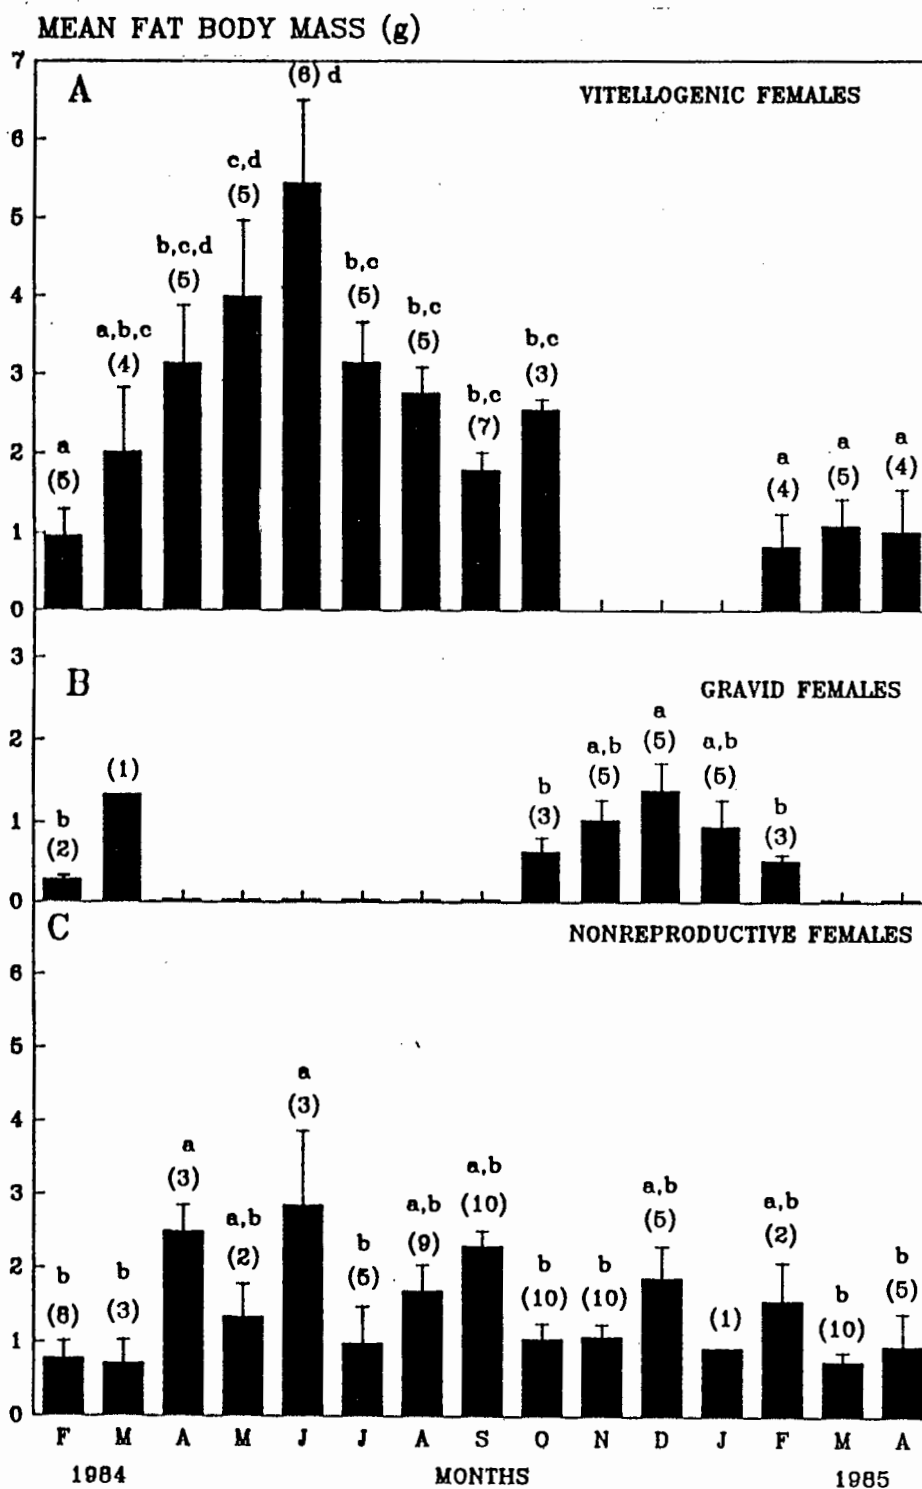 MEAN FAT BODY MASS (g)
7
A
(6) d
VITELLOGENIC FEMALES
6
c,d
(5)
5
b,c,d
(5)
b,c
(5)
4
a,b,c
(4)
b,c
(5)
b,c
(3)
3
b,c
(7)
a
(5)
2
a
(4)
a
(5)
a
(4)
1
0
3
B
GRAVID FEMALES
2
(1)
b
(2)
b
(3)
a,b
(5)
a
(5)
a,b
(5)
b
(3)
1
0
C
NONREPRODUCTIVE FEMALES
6
5
4
a
(3)
a
(3)
3
a,b
(2)
b
(5)
a,b
(9)
a,b
(10)
a,b
(5)
a,b
(2)
2
b
(8)
b
(3)
b
(10)
b
(10)
(1)
b
(10)
b
(5)
1
0
F M A M J J A S O N D J F M A
1984 MONTHS 1985